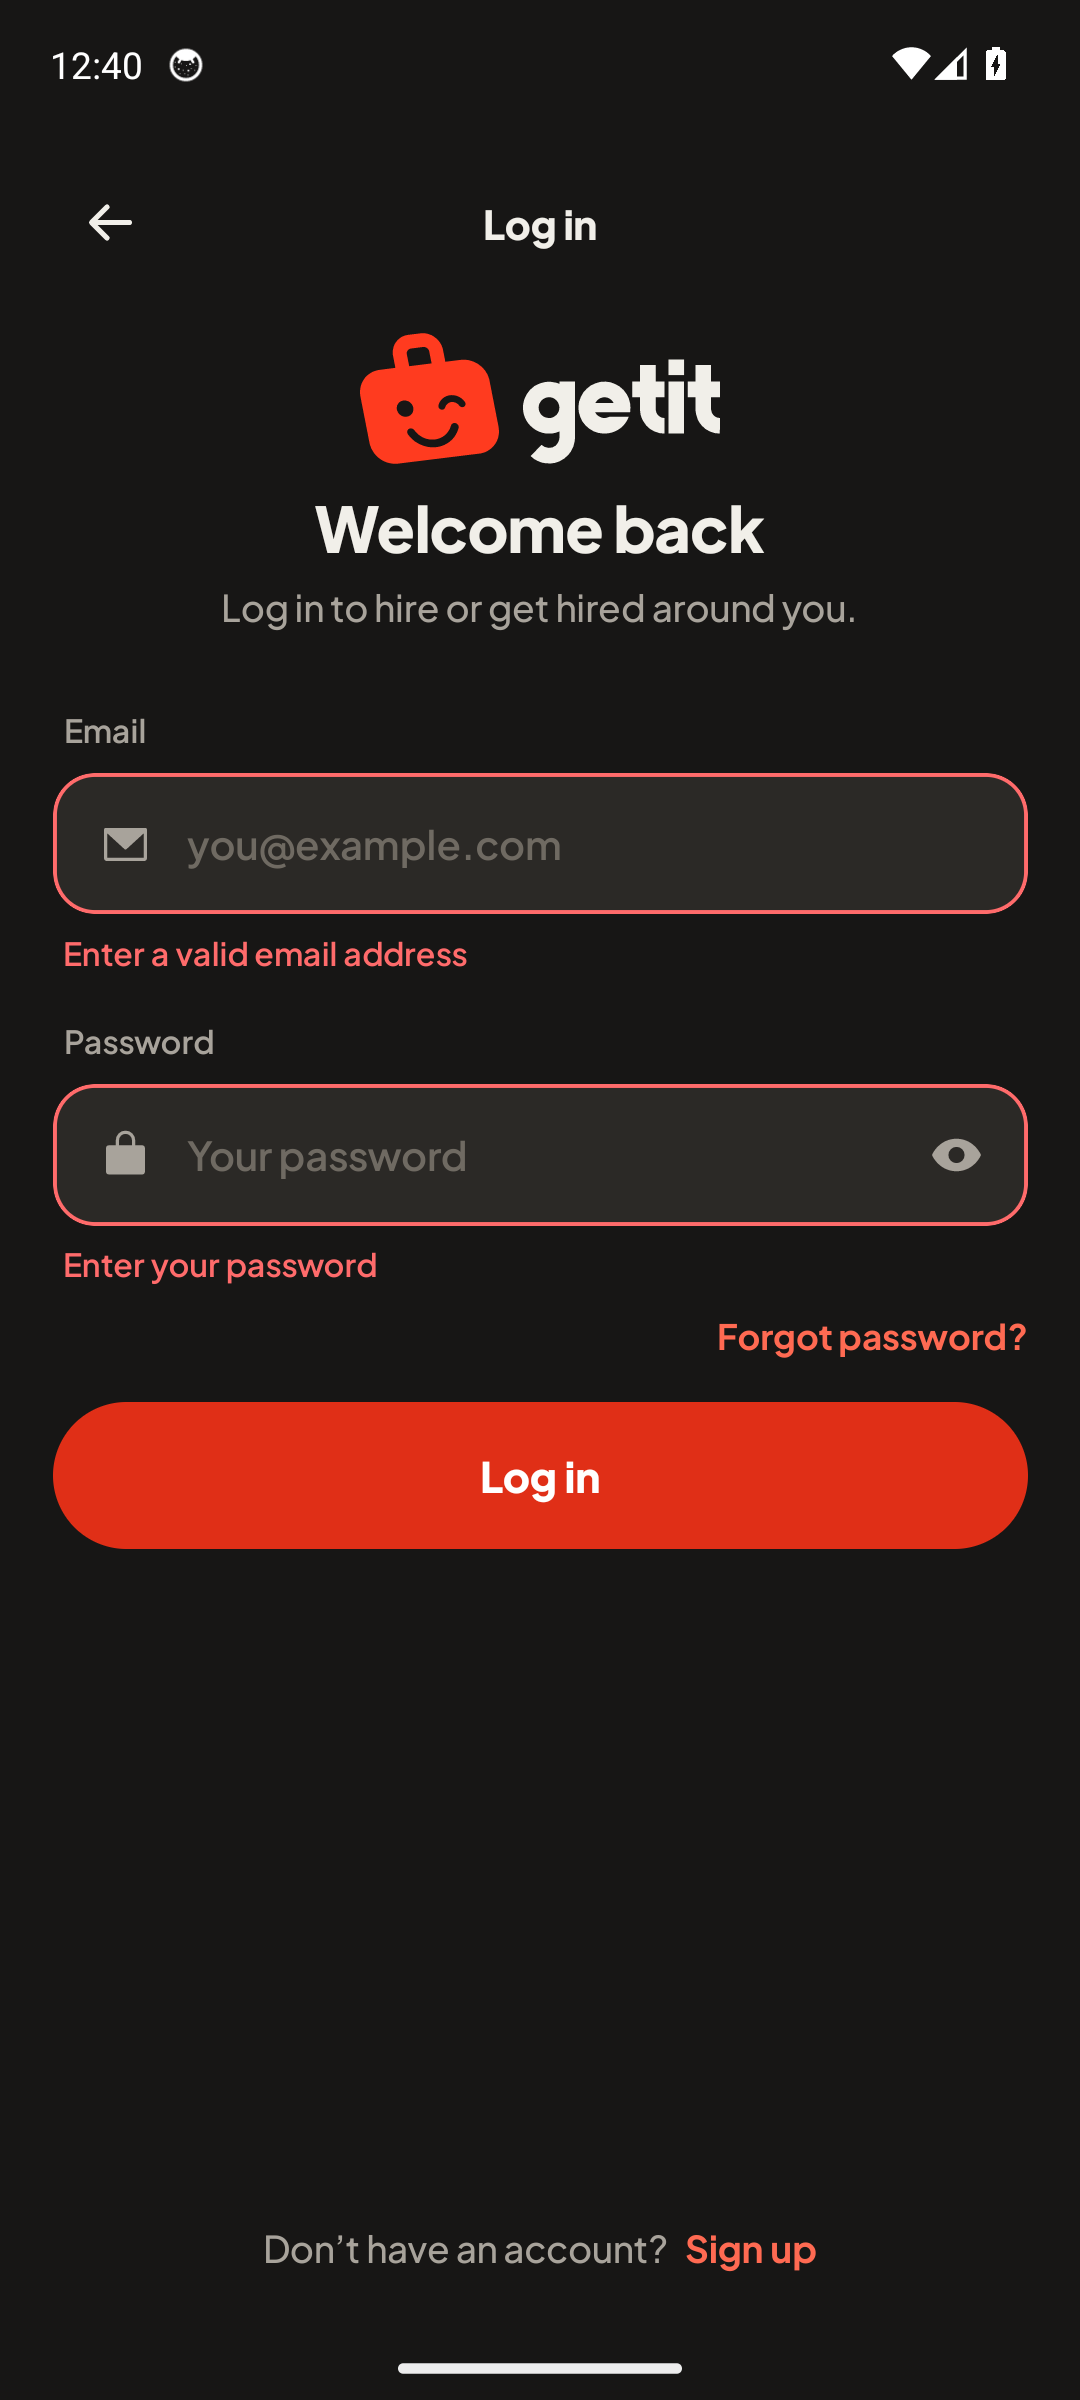 12:40
Log in
getit
Welcome back
Log in to hire or get hired around you.
Email
you@example.com
Enter a valid email address
Password
Your password
Enter your password
Forgot password?
Log in
Don’t have an account? Sign up